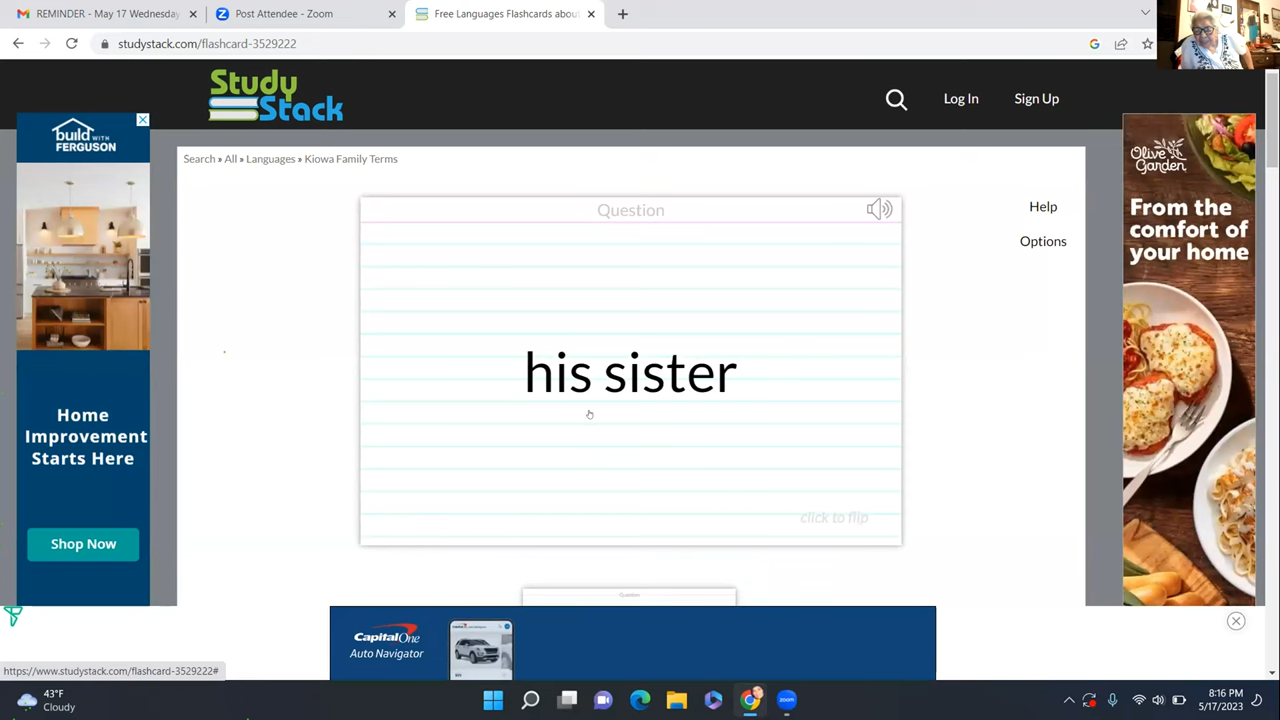 REMINDER - May 17 Wednesday
Post Attendee - Zoom
Free Languages Flashcards abou
studystack.com/flashcard-3529222
Study
Stack
Log In
Sign Up
build WITH
FERGUSON
Search » All » Languages » Kiowa Family Terms
Question
Help
Options
his sister
click to flip
Olive
Garden
From the
comfort of
your home
Home
Improvement
Starts Here
Shop Now
Question
Capital One
Auto Navigator
https://www.studystack.com/flashcard-3529222#
43°F
Cloudy
zoom
8:16 PM
5/17/2023